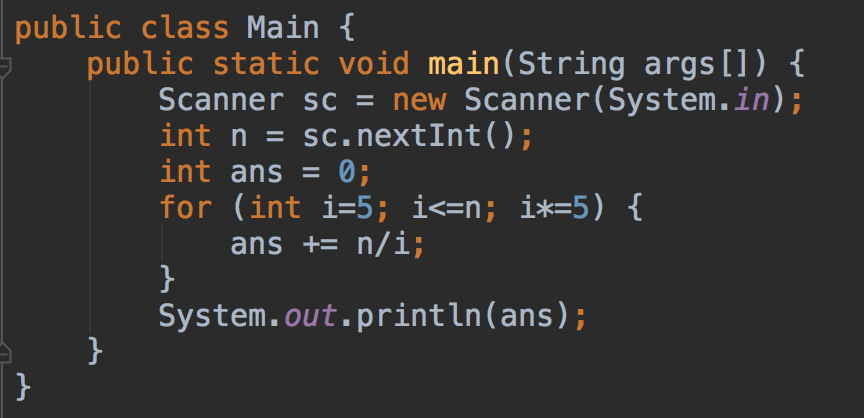 public class Main {
    public static void main(String args[]) {
        Scanner sc = new Scanner(System.in);
        int n = sc.nextInt();
        int ans = 0;
        for (int i=5; i<=n; i*=5) {
            ans += n/i;
        }
        System.out.println(ans);
    }
}